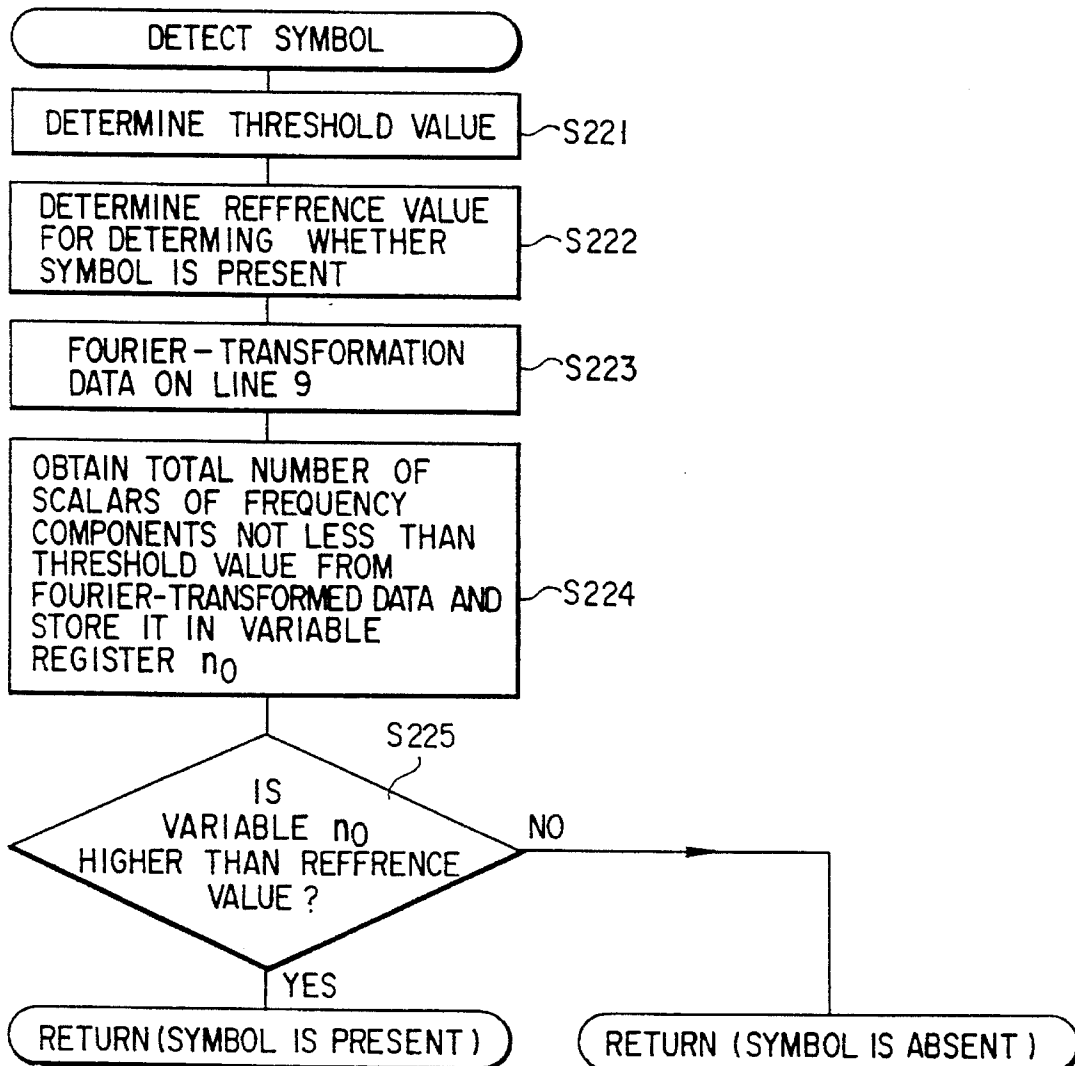 DETECT SYMBOL
DETERMINE THRESHOLD VALUE
S221
DETERMINE REFFRENCE VALUE
FOR DETERMING WHETHER
SYMBOL IS PRESENT
S222
FOURIER-TRANSFORMATION
DATA ON LINE 9
S223
OBTAIN TOTAL NUMBER OF
SCALARS OF FREQUENCY
COMPONENTS NOT LESS THAN
THRESHOLD VALUE FROM
FOURIER-TRANSFORMED DATA AND
STORE IT IN VARIABLE
REGISTER n0
S224
S225
IS
VARIABLE n0
HIGHER THAN REFFRENCE
VALUE?
NO
YES
RETURN (SYMBOL IS PRESENT)
RETURN (SYMBOL IS ABSENT)